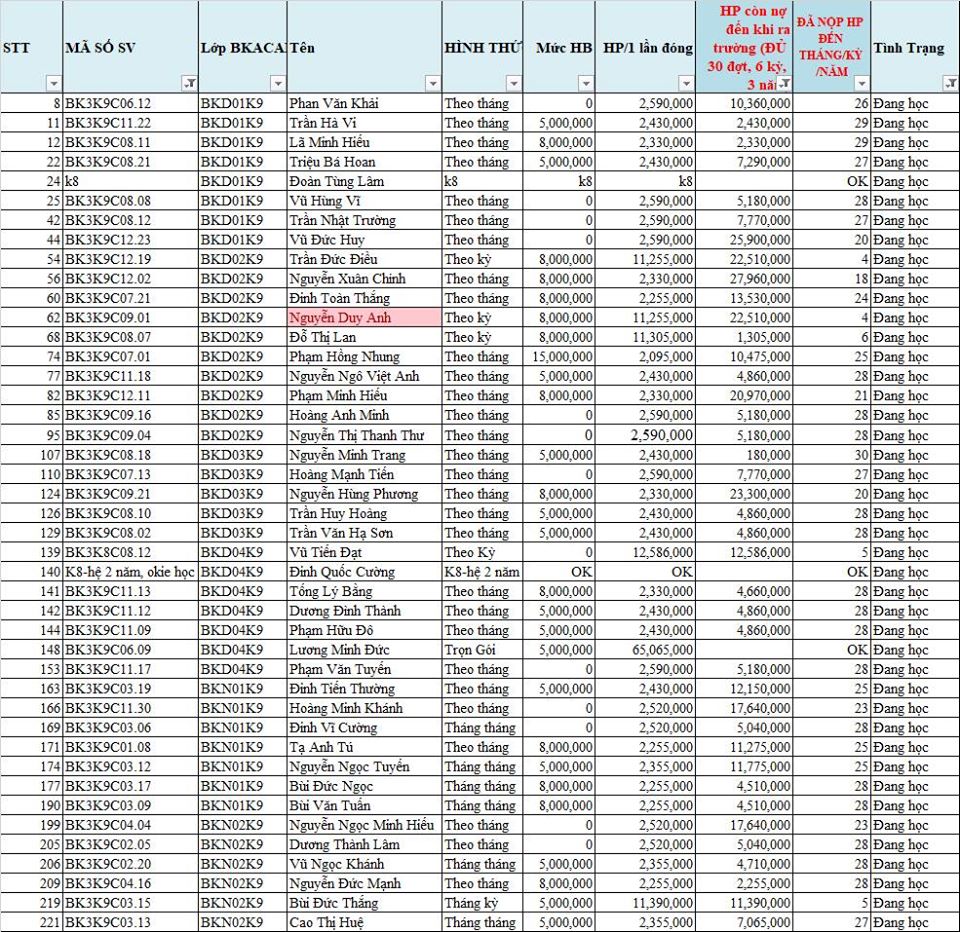 STT MÃ SỐ SV Lớp BKACAI Tên HÌNH THỨ Mức HB HP/1 lần đóng HP còn nợ đến khi ra trường (ĐỦ 30 đợt, 6 kỳ, 3 nă ĐÃ NỘP HP ĐẾN THÁNG/KỲ /NĂM Tình Trạng
8 BK3K9C06.12 BKD01K9 Phan Văn Khải Theo tháng 0 2,590,000 10,360,000 26 Đang học
11 BK3K9C11.22 BKD01K9 Trần Hà Vi Theo tháng 5,000,000 2,430,000 2,430,000 29 Đang học
12 BK3K9C08.11 BKD01K9 Lã Minh Hiếu Theo tháng 8,000,000 2,330,000 2,330,000 29 Đang học
22 BK3K9C08.21 BKD01K9 Triệu Bá Hoan Theo tháng 5,000,000 2,430,000 7,290,000 27 Đang học
24 k8 BKD01K9 Đoàn Tùng Lâm k8 k8 k8 OK Đang học
25 BK3K9C08.08 BKD01K9 Vũ Hùng Vĩ Theo tháng 0 2,590,000 5,180,000 28 Đang học
42 BK3K9C08.12 BKD01K9 Trần Nhật Trường Theo tháng 0 2,590,000 7,770,000 27 Đang học
44 BK3K9C12.23 BKD01K9 Vũ Đức Huy Theo tháng 0 2,590,000 25,900,000 20 Đang học
54 BK3K9C12.19 BKD02K9 Trần Đức Điều Theo kỳ 8,000,000 11,255,000 22,510,000 4 Đang học
56 BK3K9C12.02 BKD02K9 Nguyễn Xuân Chinh Theo tháng 8,000,000 2,330,000 27,960,000 18 Đang học
60 BK3K9C07.21 BKD02K9 Đinh Toàn Thắng Theo tháng 8,000,000 2,255,000 13,530,000 24 Đang học
62 BK3K9C09.01 BKD02K9 Nguyễn Duy Anh Theo kỳ 8,000,000 11,255,000 22,510,000 4 Đang học
68 BK3K9C08.07 BKD02K9 Đỗ Thị Lan Theo kỳ 8,000,000 11,305,000 1,305,000 6 Đang học
74 BK3K9C07.01 BKD02K9 Phạm Hồng Nhung Theo tháng 15,000,000 2,095,000 10,475,000 25 Đang học
77 BK3K9C11.18 BKD02K9 Nguyễn Ngô Việt Anh Theo tháng 5,000,000 2,430,000 4,860,000 28 Đang học
82 BK3K9C12.11 BKD02K9 Phạm Minh Hiếu Theo tháng 8,000,000 2,330,000 20,970,000 21 Đang học
85 BK3K9C09.16 BKD02K9 Hoàng Anh Minh Theo tháng 0 2,590,000 5,180,000 28 Đang học
95 BK3K9C09.04 BKD02K9 Nguyễn Thị Thanh Thư Theo tháng 0 2,590,000 5,180,000 28 Đang học
107 BK3K9C08.18 BKD03K9 Nguyễn Minh Trang Theo tháng 5,000,000 2,430,000 180,000 30 Đang học
110 BK3K9C07.13 BKD03K9 Hoàng Mạnh Tiến Theo tháng 0 2,590,000 7,770,000 27 Đang học
124 BK3K9C09.21 BKD03K9 Nguyễn Hùng Phương Theo tháng 8,000,000 2,330,000 23,300,000 20 Đang học
126 BK3K9C08.10 BKD03K9 Trần Huy Hoàng Theo tháng 5,000,000 2,430,000 4,860,000 28 Đang học
129 BK3K9C08.02 BKD03K9 Trần Văn Hạ Sơn Theo tháng 5,000,000 2,430,000 4,860,000 28 Đang học
139 BK3K8C08.12 BKD04K9 Vũ Tiến Đạt Theo Kỳ 0 12,586,000 12,586,000 5 Đang học
140 K8-hệ 2 năm, okie học BKD04K9 Đinh Quốc Cường K8-hệ 2 năm OK OK OK Đang học
141 BK3K9C11.13 BKD04K9 Tống Lý Bằng Theo tháng 8,000,000 2,330,000 4,660,000 28 Đang học
142 BK3K9C11.12 BKD04K9 Dương Đình Thành Theo tháng 5,000,000 2,430,000 4,860,000 28 Đang học
144 BK3K9C11.09 BKD04K9 Phạm Hữu Đô Theo tháng 5,000,000 2,430,000 4,860,000 28 Đang học
148 BK3K9C06.09 BKD04K9 Lương Minh Đức Trọn Gói 5,000,000 65,065,000 OK Đang học
153 BK3K9C11.17 BKD04K9 Phạm Văn Tuyến Theo tháng 0 2,590,000 5,180,000 28 Đang học
163 BK3K9C03.19 BKN01K9 Đinh Tiến Thường Theo tháng 5,000,000 2,430,000 12,150,000 25 Đang học
166 BK3K9C11.30 BKN01K9 Hoàng Minh Khánh Theo tháng 0 2,520,000 17,640,000 23 Đang học
169 BK3K9C03.06 BKN01K9 Đinh Vĩ Cường Tháng tháng 0 2,520,000 5,040,000 28 Đang học
171 BK3K9C01.08 BKN01K9 Tạ Anh Tú Theo tháng 8,000,000 2,255,000 11,275,000 25 Đang học
174 BK3K9C03.12 BKN01K9 Nguyễn Ngọc Tuyển Tháng tháng 5,000,000 2,355,000 11,775,000 25 Đang học
177 BK3K9C03.17 BKN01K9 Bùi Đức Ngọc Tháng tháng 8,000,000 2,255,000 4,510,000 28 Đang học
190 BK3K9C03.09 BKN01K9 Bùi Văn Tuấn Tháng tháng 8,000,000 2,255,000 4,510,000 28 Đang học
199 BK3K9C04.04 BKN02K9 Nguyễn Ngọc Minh Hiếu Theo tháng 0 2,520,000 17,640,000 23 Đang học
205 BK3K9C02.05 BKN02K9 Dương Thành Lâm Theo tháng 0 2,520,000 5,040,000 28 Đang học
206 BK3K9C02.20 BKN02K9 Vũ Ngọc Khánh Tháng tháng 5,000,000 2,355,000 4,710,000 28 Đang học
209 BK3K9C04.16 BKN02K9 Nguyễn Đức Mạnh Theo tháng 8,000,000 2,255,000 2,255,000 28 Đang học
219 BK3K9C03.15 BKN02K9 Bùi Đức Thắng Tháng kỳ 5,000,000 11,390,000 11,390,000 5 Đang học
221 BK3K9C03.13 BKN02K9 Cao Thị Huệ Tháng tháng 5,000,000 2,355,000 7,065,000 27 Đang học